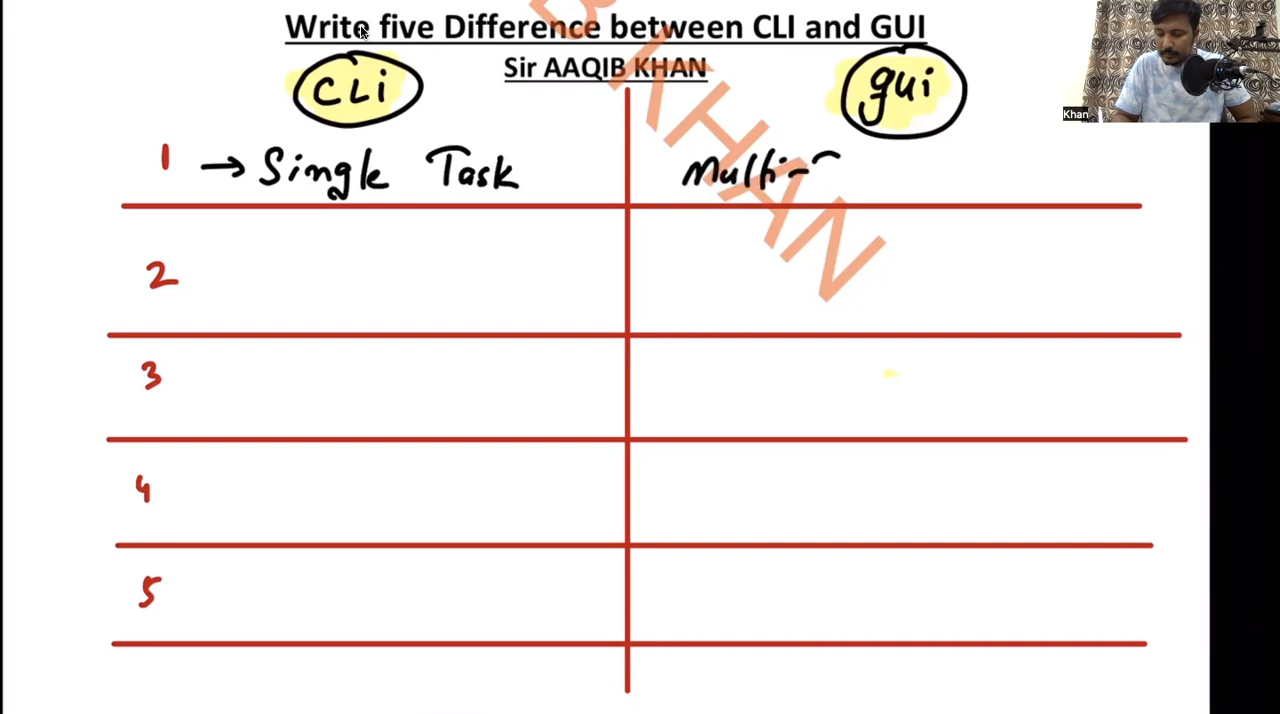 Write five Difference between CLI and GUI
Sir AAQIB KHAN
CLi
gui
B KHAN
Khan
1 → Single Task
Multi-
2
3
4
5